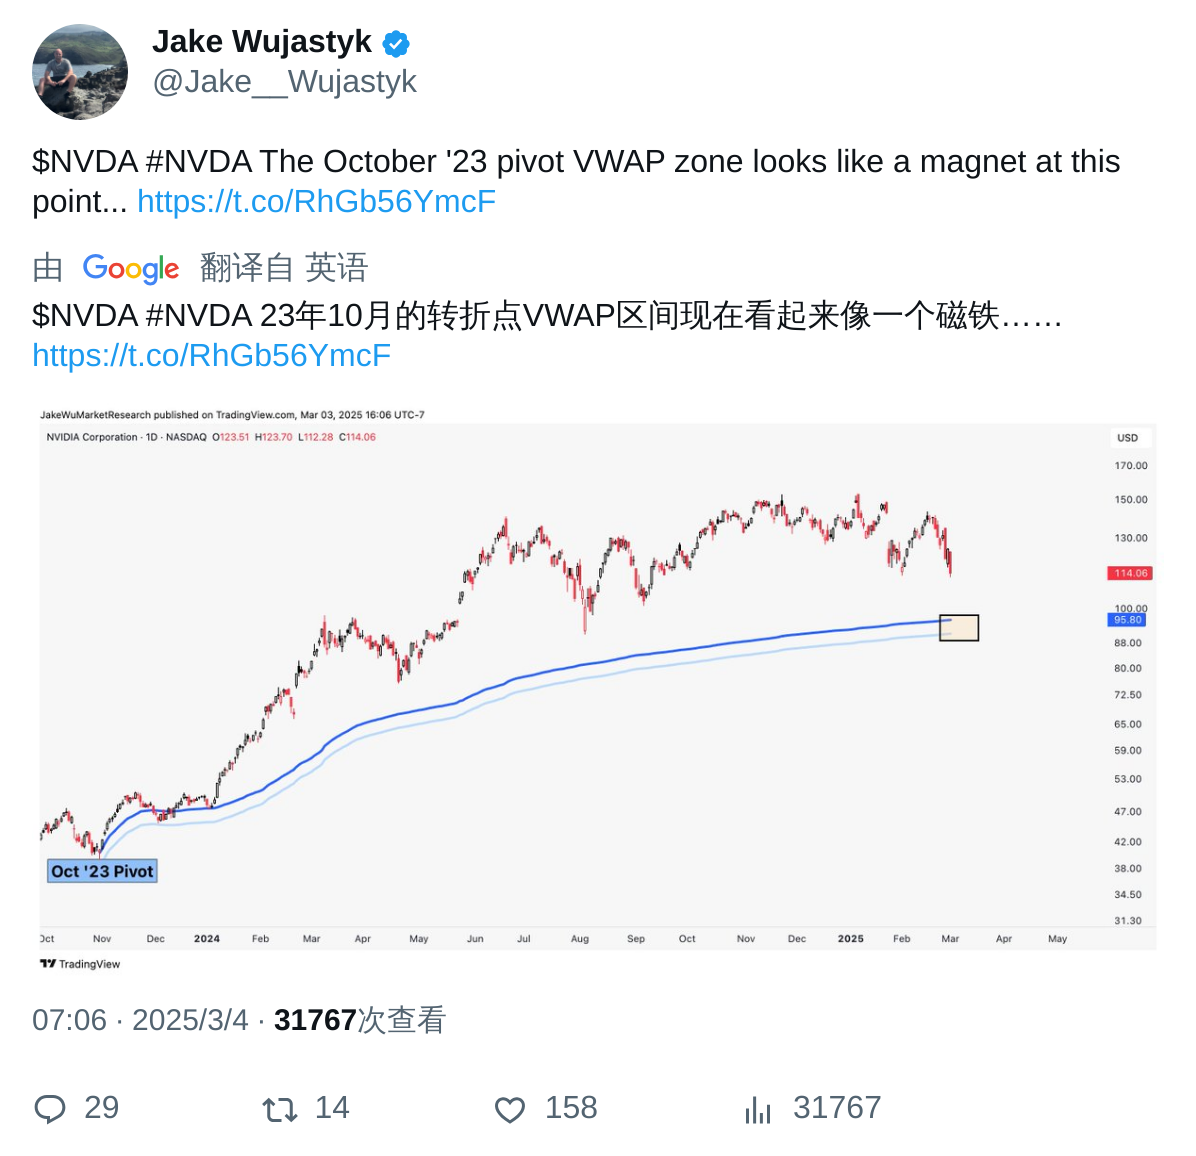 Jake Wujastyk
@Jake__Wujastyk
$NVDA #NVDA The October '23 pivot VWAP zone looks like a magnet at this
point... https://t.co/RhGb56YmcF
由 Google 翻译自 英语
$NVDA #NVDA 23年10月的转折点VWAP区间现在看起来像一个磁铁……
https://t.co/RhGb56YmcF
JakeWuMarketResearch published on TradingView.com, Mar 03, 2025 16:06 UTC-7
NVIDIA Corporation · 1D · NASDAQ O123.51 H123.70 L112.28 C114.06
USD
170.00
150.00
130.00
114.06
100.00
95.80
88.00
80.00
72.50
65.00
59.00
53.00
47.00
42.00
38.00
34.50
31.30
Oct '23 Pivot
Oct Nov Dec 2024 Feb Mar Apr May Jun Jul Aug Sep Oct Nov Dec 2025 Feb Mar Apr May
TradingView
07:06 · 2025/3/4 · 31767次查看
29 14 158 31767